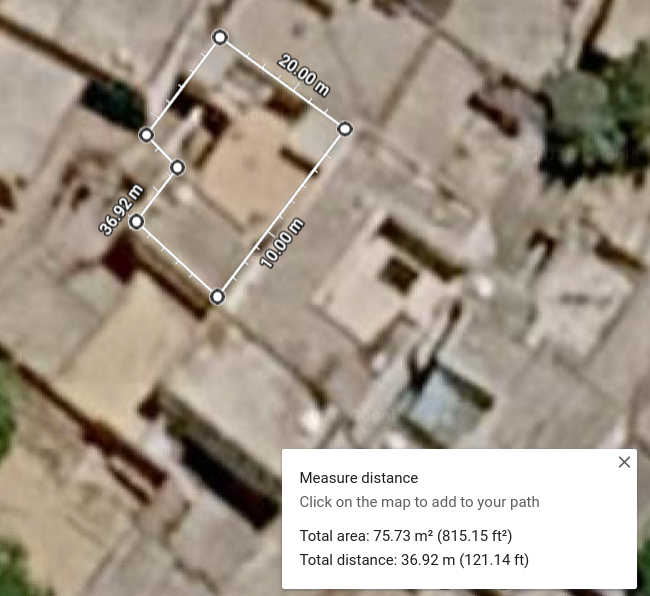 20.00 m
36.92 m
10.00 m
Measure distance
Click on the map to add to your path
Total area: 75.73 m² (815.15 ft²)
Total distance: 36.92 m (121.14 ft)